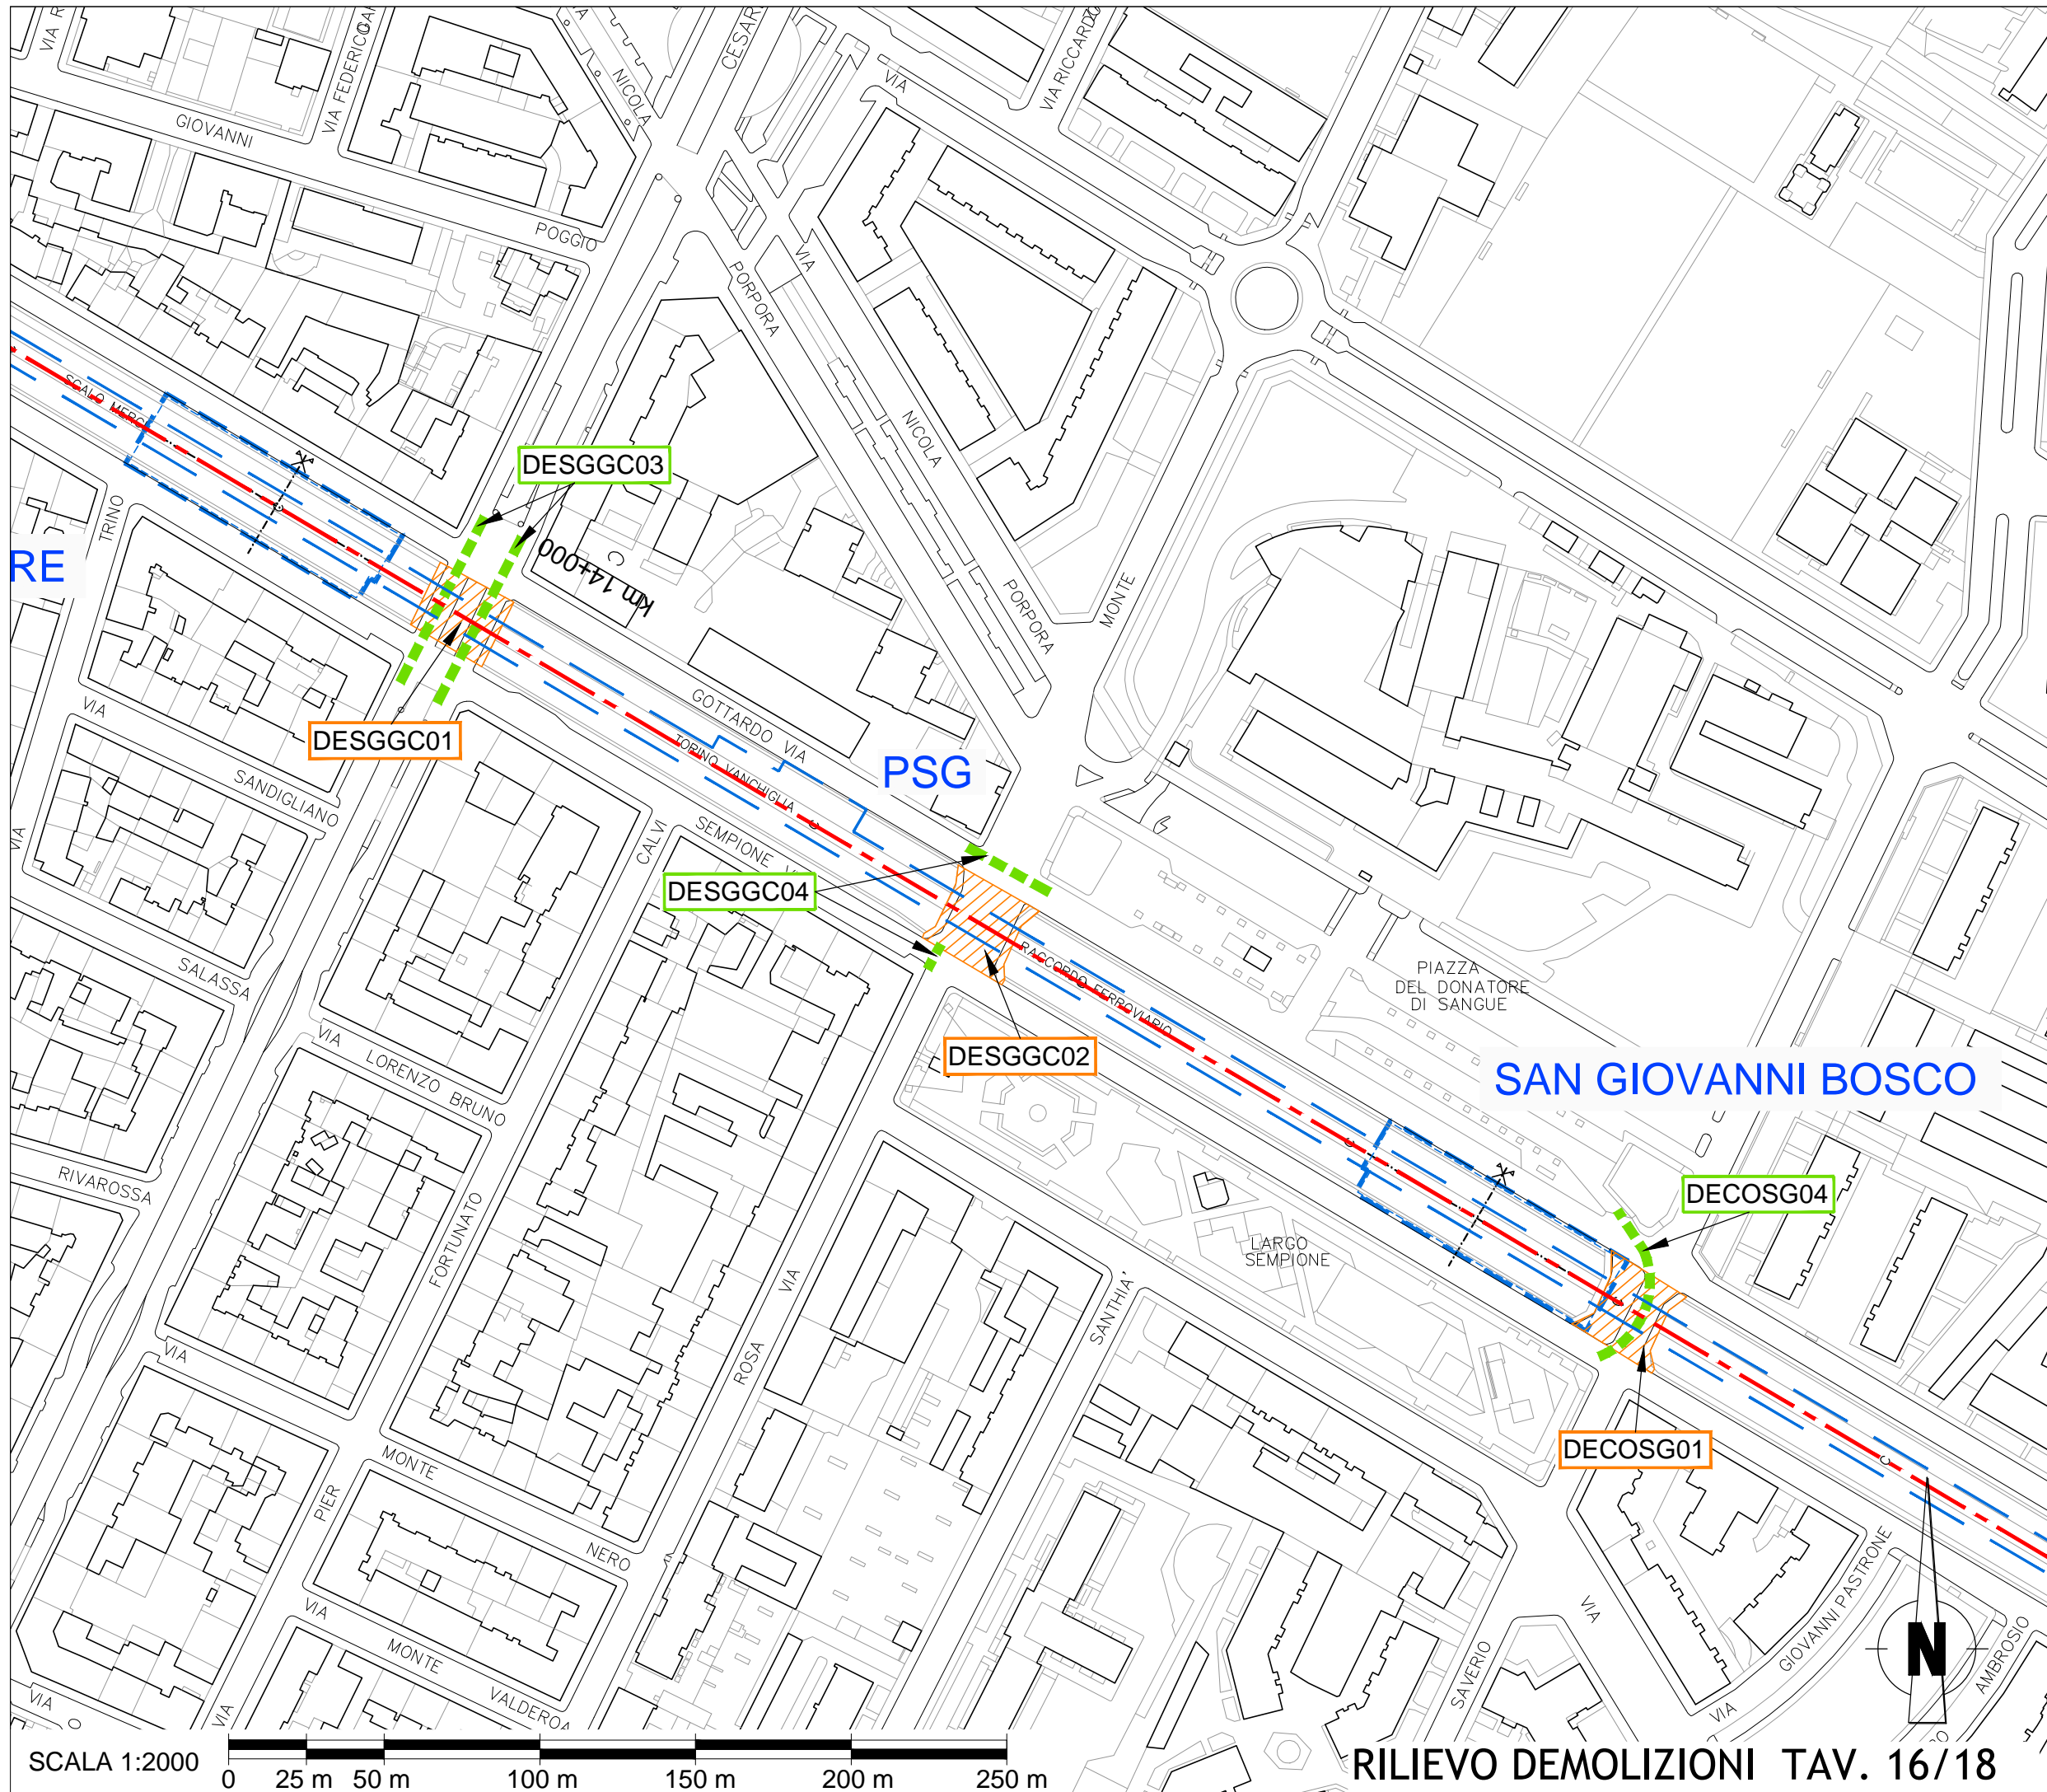 VIA R
VIA FEDERICO
NICOLA
CESAR
VIA
VIA RICCARDO
GIOVANNI
POGGIO
PORPORA
VIA
NICOLA
PORPORA
MONTE
SCALO MERCI
DESGGC03
km 14+000
TRINO
RE
DESGGC01
GOTTARDO VIA
TORINO VANCHIGLIA
PSG
VIA
SANDIGLIANO
VIA
CALVI
SEMPIONE
DESGGC04
SALASSA
RACCORDO FERROVIARIO
PIAZZA
DEL DONATORE
DI SANGUE
DESGGC02
SAN GIOVANNI BOSCO
VIA LORENZO BRUNO
RIVAROSSA
FORTUNATO
DECOSG04
LARGO
SEMPIONE
VIA
SANTHIA'
ROSA
VIA
DECOSG01
MONTE
PIER
NERO
VIA
MONTE
VALDEROA
VIA
VIA
SAVERIO
VIA
GIOVANNI PASTRONE
VIA
AMBROSIO
N
SCALA 1:2000
0 25 m 50 m 100 m 150 m 200 m 250 m
RILIEVO DEMOLIZIONI TAV. 16/18